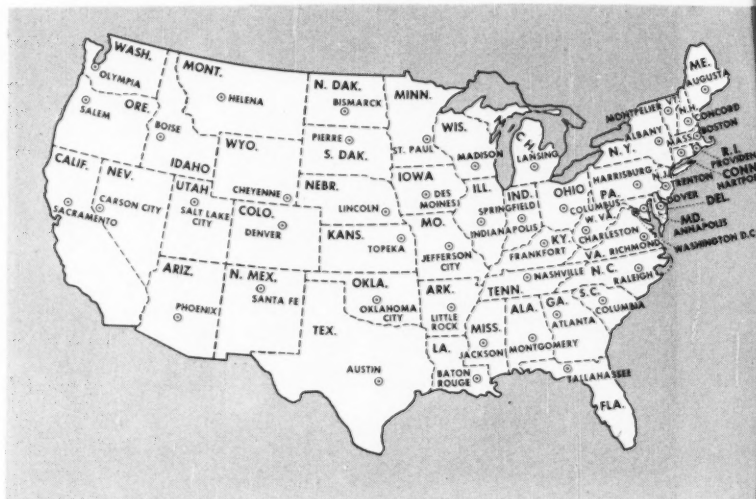 WASH.
OLYMPIA
MONT.
HELENA
N. DAK.
BISMARCK
MINN.
ST. PAUL
ORE.
SALEM
BOISE
IDAHO
WYO.
CHEYENNE
PIERRE
S. DAK.
WIS.
MADISON
MICH.
LANSING
ME.
AUGUSTA
MONTPELIER VT.
N.H.
CONCORD
MASS.
BOSTON
ALBANY
N.Y.
R.I.
PROVIDEN
CONN
HARTFO
CALIF.
SACRAMENTO
NEV.
CARSON CITY
UTAH
SALT LAKE
CITY
COLO.
DENVER
NEBR.
LINCOLN
IOWA
DES
MOINES
ILL.
SPRINGFIELD
IND.
INDIANAPOLIS
OHIO
COLUMBUS
HARRISBURG
PA.
N.J.
TRENTON
DOVER
DEL.
MD.
ANNAPOLIS
WASHINGTON D.C
W. VA.
CHARLESTON
VA.
RICHMOND
KANS.
TOPEKA
MO.
JEFFERSON
CITY
KY.
FRANKFORT
TENN.
NASHVILLE
N.C.
RALEIGH
S.C.
COLUMBIA
ARIZ.
PHOENIX
N. MEX.
SANTA FE
OKLA.
OKLAHOMA
CITY
ARK.
LITTLE
ROCK
MISS.
JACKSON
ALA.
MONTGOMERY
GA.
ATLANTA
TEX.
AUSTIN
LA.
BATON
ROUGE
TALLAHASSEE
FLA.